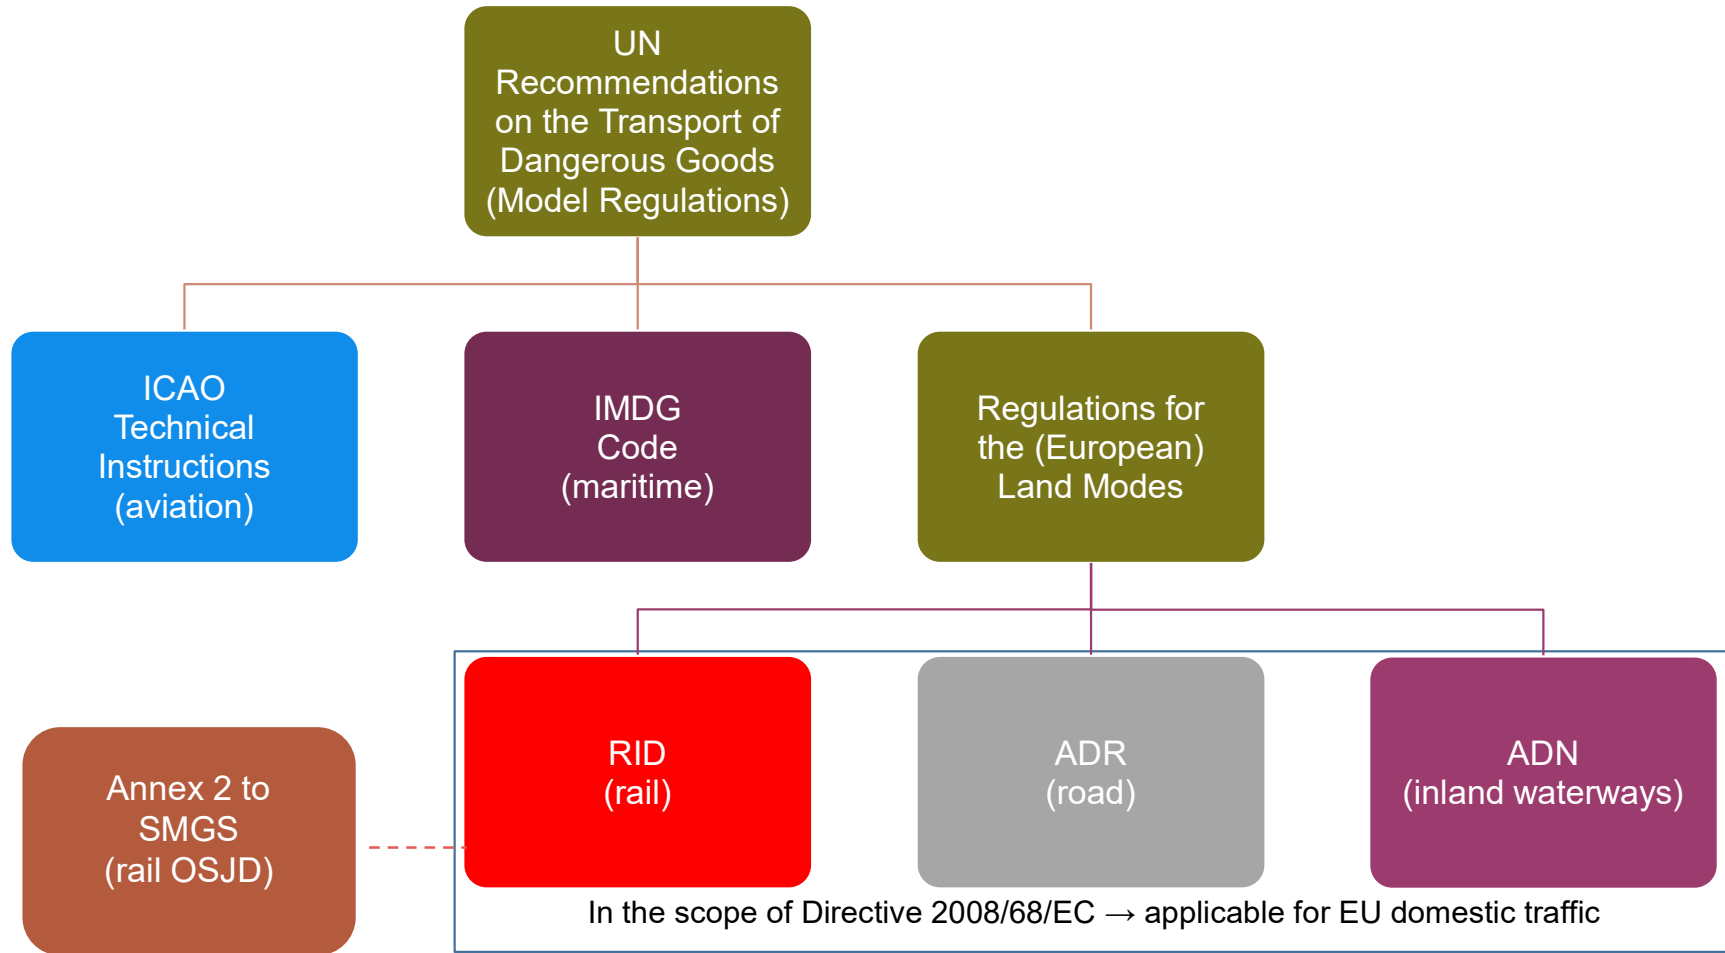 UN
Recommendations
on the Transport of
Dangerous Goods
(Model Regulations)
ICAO
Technical
Instructions
(aviation)
IMDG
Code
(maritime)
Regulations for
the (European)
Land Modes
RID
(rail)
ADR
(road)
ADN
(inland waterways)
Annex 2 to
SMGS
(rail OSJD)
In the scope of Directive 2008/68/EC → applicable for EU domestic traffic